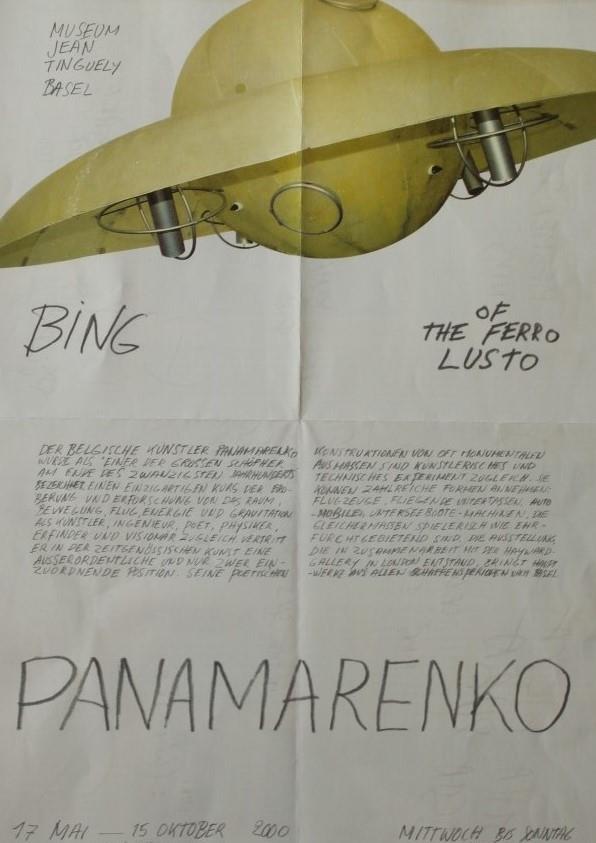 MUSEUM
JEAN
TINGUELY
BASEL
BING
OF
THE FERRO
LUSTO
DER BELGISCHE KÜNSTLER PANAMARENKO
WURDE ALS "EINER DER GROSSEN SCHÖPFER
AM ENDE DES ZWANZIGSTEN JAHRHUNDERTS
BEZEICHNET EINEN EINZIGARTIGEN KURS DER ERO-
BERUNG UND ERFORSCHUNG VON RAUM,
BEWEGUNG, FLUG, ENERGIE UND GRAVITATION
ALS KÜNSTLER, INGENIEUR, POET, PHYSIKER,
ERFINDER UND VISIONÄR ZUGLEICH VERTRITT
ER IN DER ZEITGENÖSSISCHEN KUNST EINE
AUSSERORDENTLICHE UND NUR EIN-
ZUORDNENDE POSITION. SEINE POETISCHEN
KONSTRUKTIONEN VON OFT MONUMENTALEN
AUSMASSEN SIND KÜNSTLERISCHES UND
TECHNISCHES EXPERIMENT ZUGLEICH. SIE
KÖNNEN ZAHLREICHE FORMEN ANNEHMEN:
FLUGZEUGE, FLIEGENDE UNTERTASSEN, AUTO
-MOBILE, UNTERSEEBOOTE - MACHINEN, DIE
GLEICHERMASSEN SPIELERISCH WIE EHR-
FURCHTGEBIETEND SIND. DIE AUSSTELLUNG,
DIE IN ZUSAMMENARBEIT MIT DER HAYWARD-
GALLERY IN LONDON ENTSTAND, BRINGT HAUPT
-WERKE AUS ALLEN SCHAFFENSPERIODEN NACH BASEL
PANAMARENKO
17 MAI — 15 OKTOBER 2000
MITTWOCH BIS SONNTAG